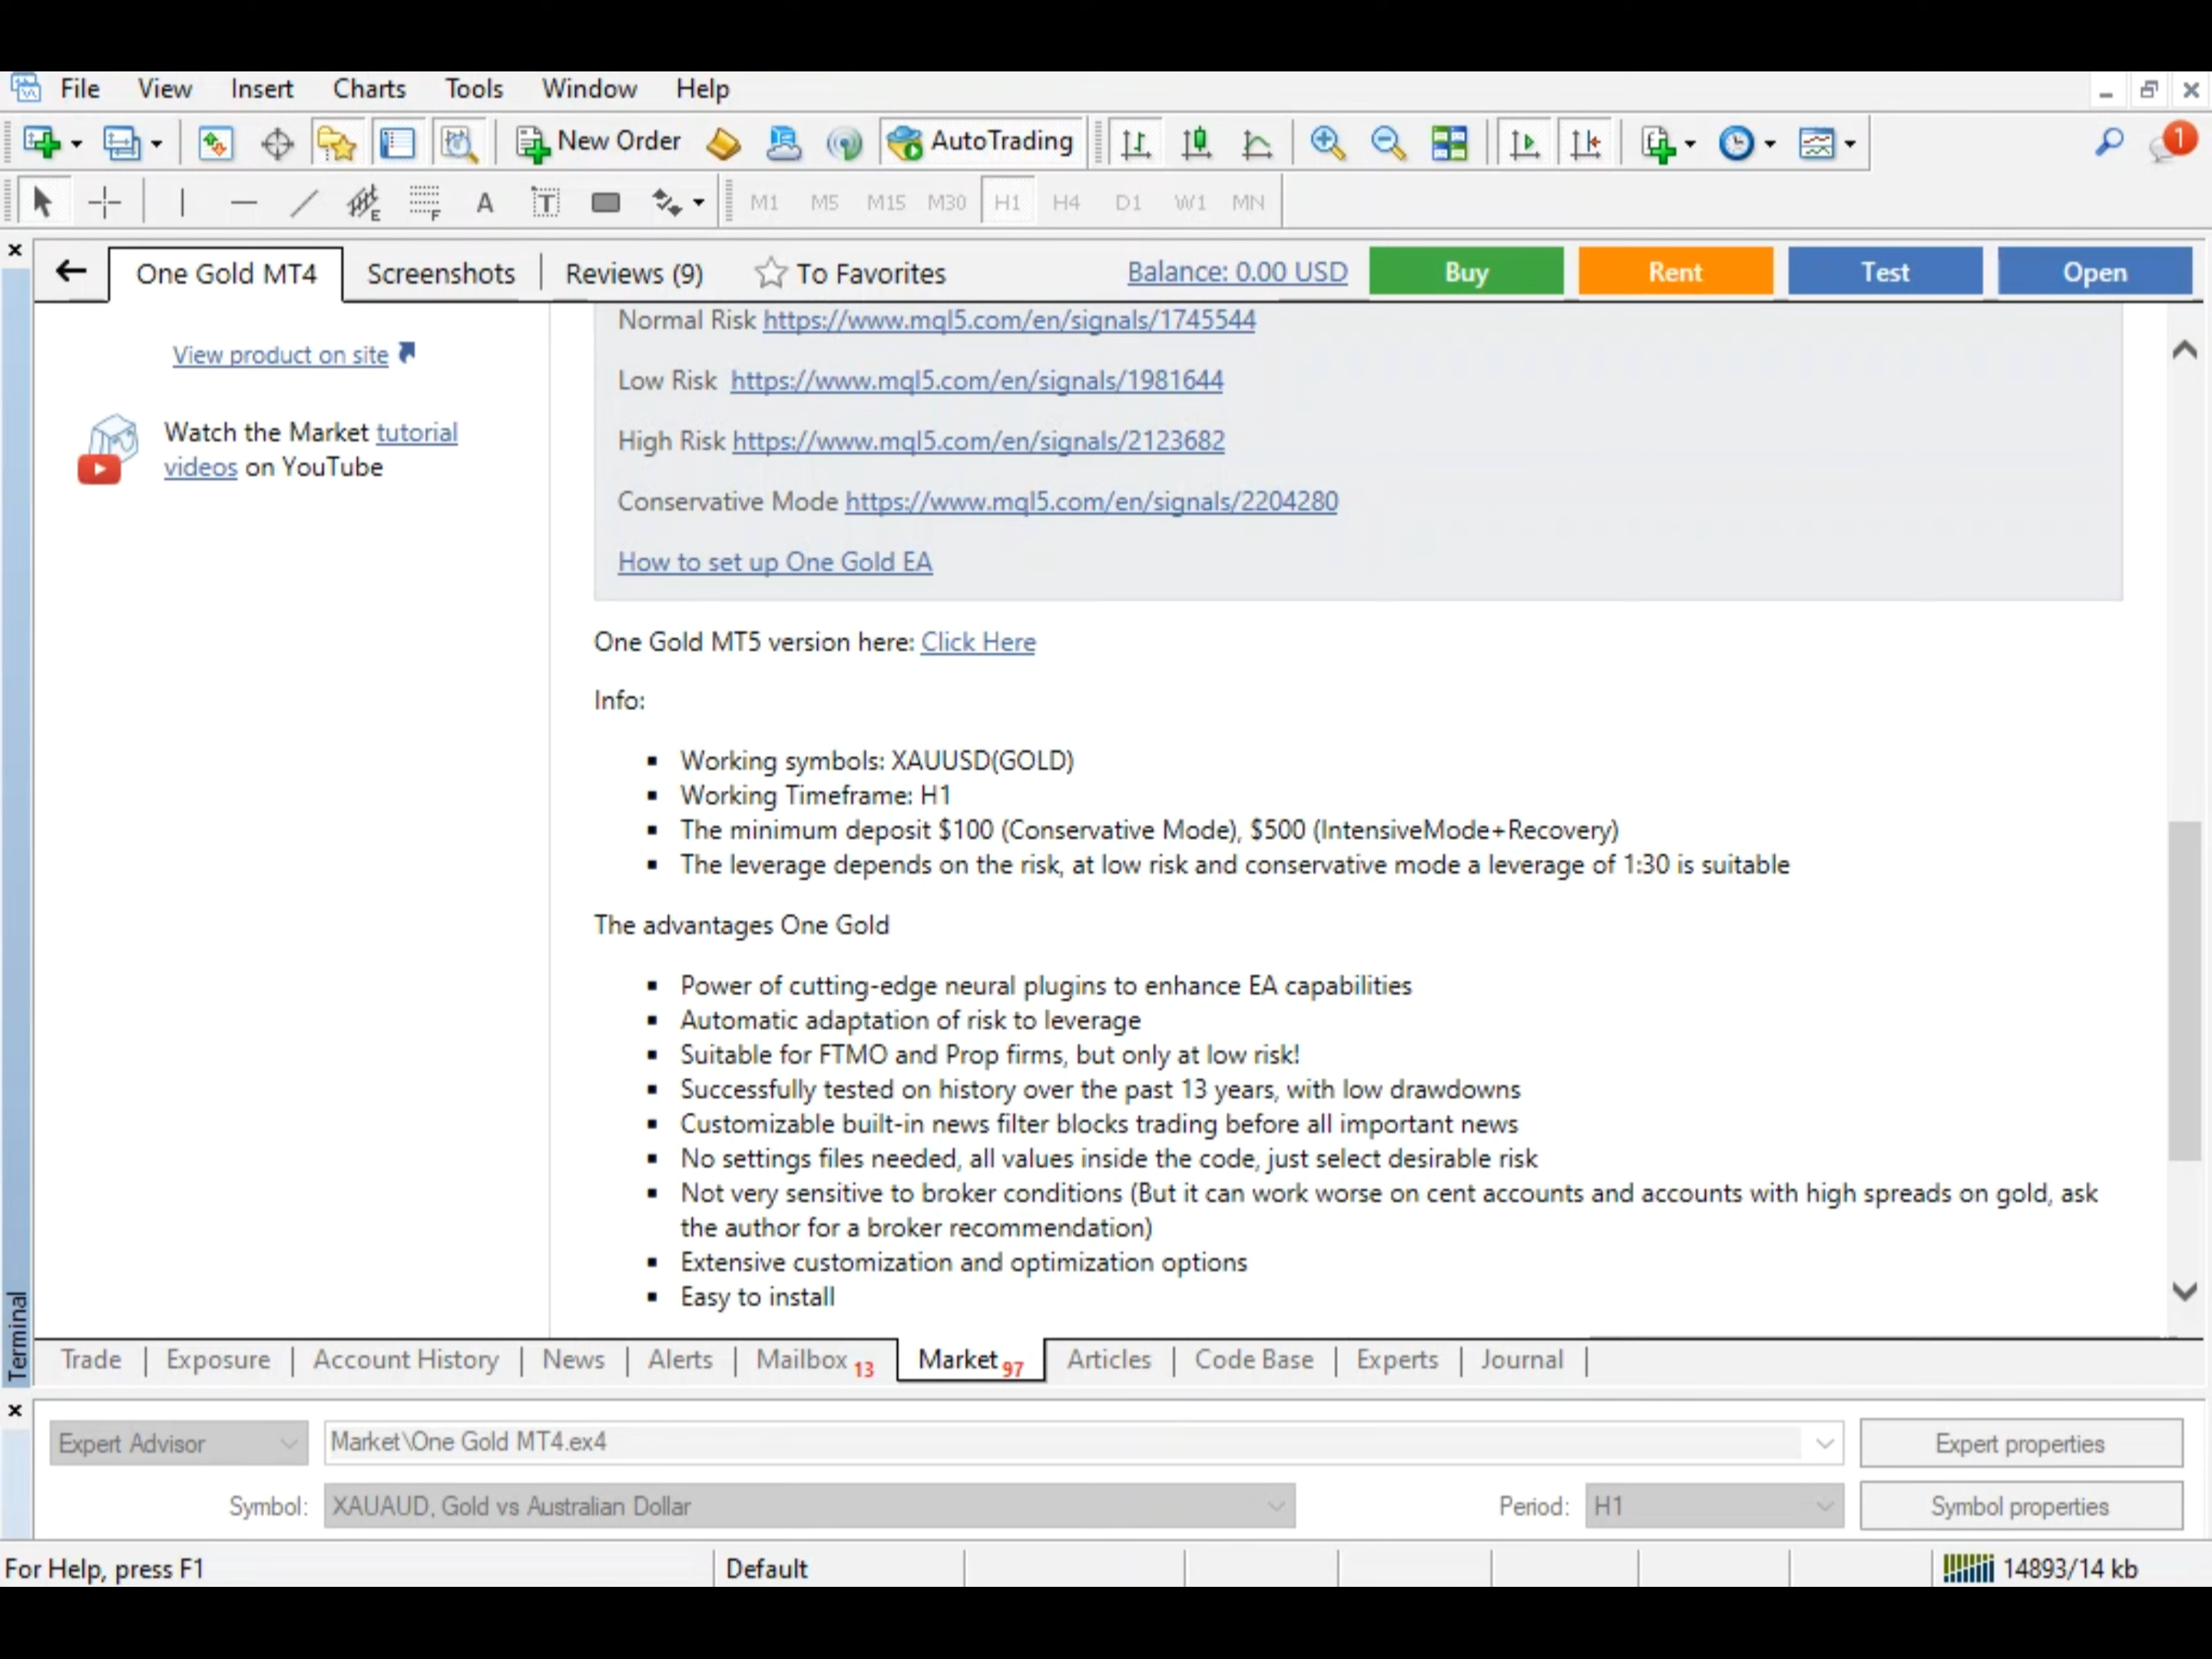 File View Insert Charts Tools Window Help
New Order AutoTrading 1
E F A T M1 M5 M15 M30 H1 H4 D1 W1 MN
One Gold MT4 Screenshots Reviews (9) To Favorites Balance: 0.00 USD Buy Rent Test Open
View product on site
Watch the Market tutorial
videos on YouTube
Normal Risk https://www.mql5.com/en/signals/1745544
Low Risk https://www.mql5.com/en/signals/1981644
High Risk https://www.mql5.com/en/signals/2123682
Conservative Mode https://www.mql5.com/en/signals/2204280
How to set up One Gold EA
One Gold MT5 version here: Click Here
Info:
Working symbols: XAUUSD(GOLD)
Working Timeframe: H1
The minimum deposit $100 (Conservative Mode), $500 (IntensiveMode+Recovery)
The leverage depends on the risk, at low risk and conservative mode a leverage of 1:30 is suitable
The advantages One Gold
Power of cutting-edge neural plugins to enhance EA capabilities
Automatic adaptation of risk to leverage
Suitable for FTMO and Prop firms, but only at low risk!
Successfully tested on history over the past 13 years, with low drawdowns
Customizable built-in news filter blocks trading before all important news
No settings files needed, all values inside the code, just select desirable risk
Not very sensitive to broker conditions (But it can work worse on cent accounts and accounts with high spreads on gold, ask
the author for a broker recommendation)
Extensive customization and optimization options
Easy to install
Terminal
Trade Exposure Account History News Alerts Mailbox 13 Market 97 Articles Code Base Experts Journal
Expert Advisor Market\One Gold MT4.ex4 Expert properties
Symbol: XAUAUD, Gold vs Australian Dollar Period: H1 Symbol properties
For Help, press F1 Default 14893/14 kb